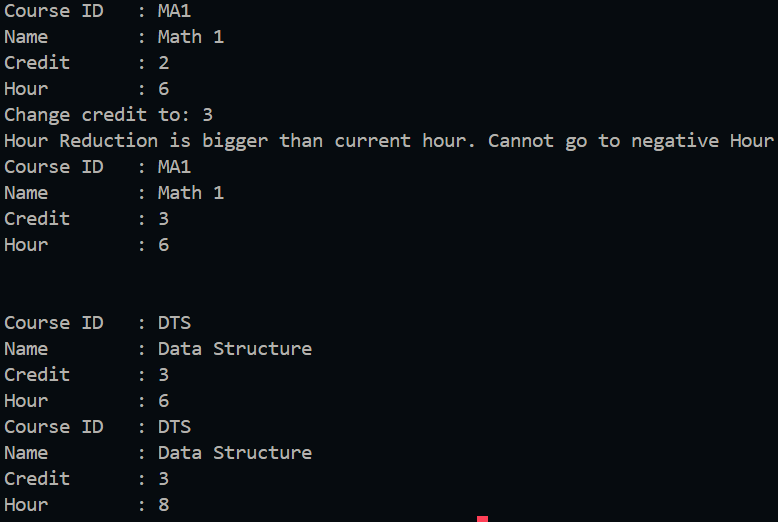 Course ID   : MA1
Name        : Math 1
Credit      : 2
Hour        : 6
Change credit to: 3
Hour Reduction is bigger than current hour. Cannot go to negative Hour
Course ID   : MA1
Name        : Math 1
Credit      : 3
Hour        : 6
Course ID   : DTS
Name        : Data Structure
Credit      : 3
Hour        : 6
Course ID   : DTS
Name        : Data Structure
Credit      : 3
Hour        : 8